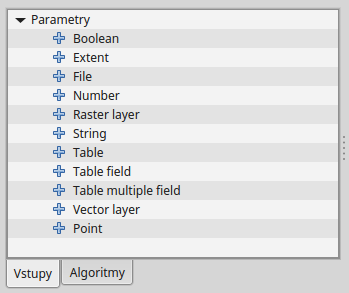 Parametry
Boolean
Extent
File
Number
Raster layer
String
Table
Table field
Table multiple field
Vector layer
Point
Vstupy Algoritmy